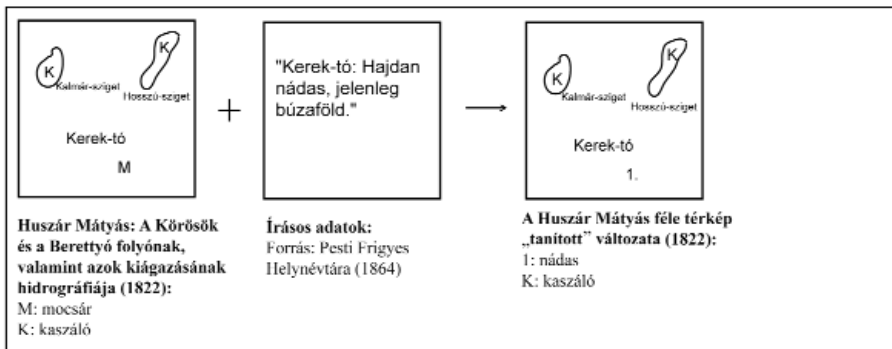 K
K
Kalmár-sziget
Hosszú-sziget
Kerek-tó
M
+
"Kerek-tó: Hajdan
nádas, jelenleg
búzaföld."
K
K
Kalmár-sziget
Hosszú-sziget
Kerek-tó
1.
Huszár Mátyás: A Körösök
és a Berettyó folyónak,
valamint azok kiágazásának
hidrográfiája (1822):
M: mocsár
K: kaszáló
Írásos adatok:
Forrás: Pesti Frigyes
Helynévtára (1864)
A Huszár Mátyás féle térkép
„tanított” változata (1822):
1: nádas
K: kaszáló